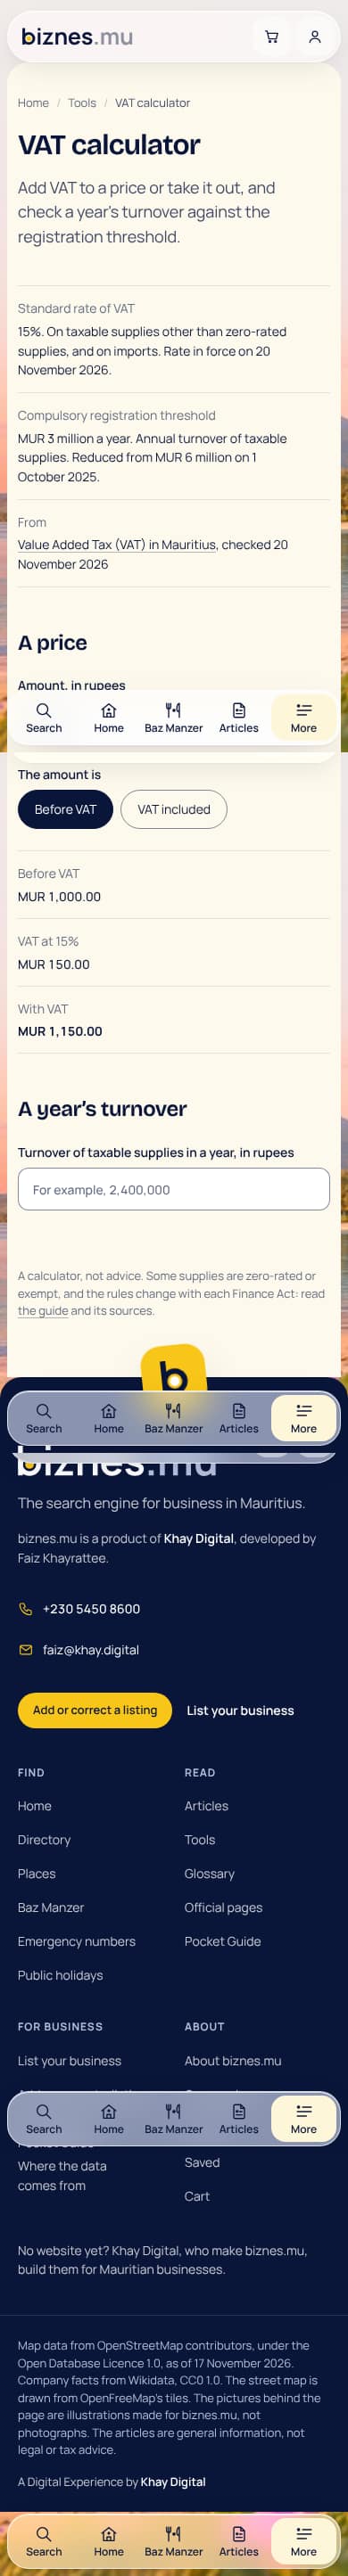 biznes.mu
Home / Tools / VAT calculator
VAT calculator
Add VAT to a price or take it out, and
check a year's turnover against the
registration threshold.
Standard rate of VAT
15%. On taxable supplies other than zero-rated
supplies, and on imports. Rate in force on 20
November 2026.
Compulsory registration threshold
MUR 3 million a year. Annual turnover of taxable
supplies. Reduced from MUR 6 million on 1
October 2025.
From
Value Added Tax (VAT) in Mauritius, checked 20
November 2026
A price
Amount, in rupees
Search Home Baz Manzer Articles More
The amount is
Before VAT VAT included
Before VAT
MUR 1,000.00
VAT at 15%
MUR 150.00
With VAT
MUR 1,150.00
A year's turnover
Turnover of taxable supplies in a year, in rupees
For example, 2,400,000
A calculator, not advice. Some supplies are zero-rated or
exempt, and the rules change with each Finance Act: read
the guide and its sources.
b
Search Home Baz Manzer Articles More
biznes.mu
The search engine for business in Mauritius.
biznes.mu is a product of Khay Digital, developed by
Faiz Khayrattee.
+230 5450 8600
faiz@khay.digital
Add or correct a listing List your business
FIND READ
Home Articles
Directory Tools
Places Glossary
Baz Manzer Official pages
Emergency numbers Pocket Guide
Public holidays
FOR BUSINESS ABOUT
List your business About biznes.mu
Search Home Baz Manzer Articles More
Where the data Saved
comes from
Cart
No website yet? Khay Digital, who make biznes.mu,
build them for Mauritian businesses.
Map data from OpenStreetMap contributors, under the
Open Database Licence 1.0, as of 17 November 2026.
Company facts from Wikidata, CC0 1.0. The street map is
drawn from OpenFreeMap's tiles. The pictures behind the
page are illustrations made for biznes.mu, not
photographs. The articles are general information, not
legal or tax advice.
A Digital Experience by Khay Digital
Search Home Baz Manzer Articles More